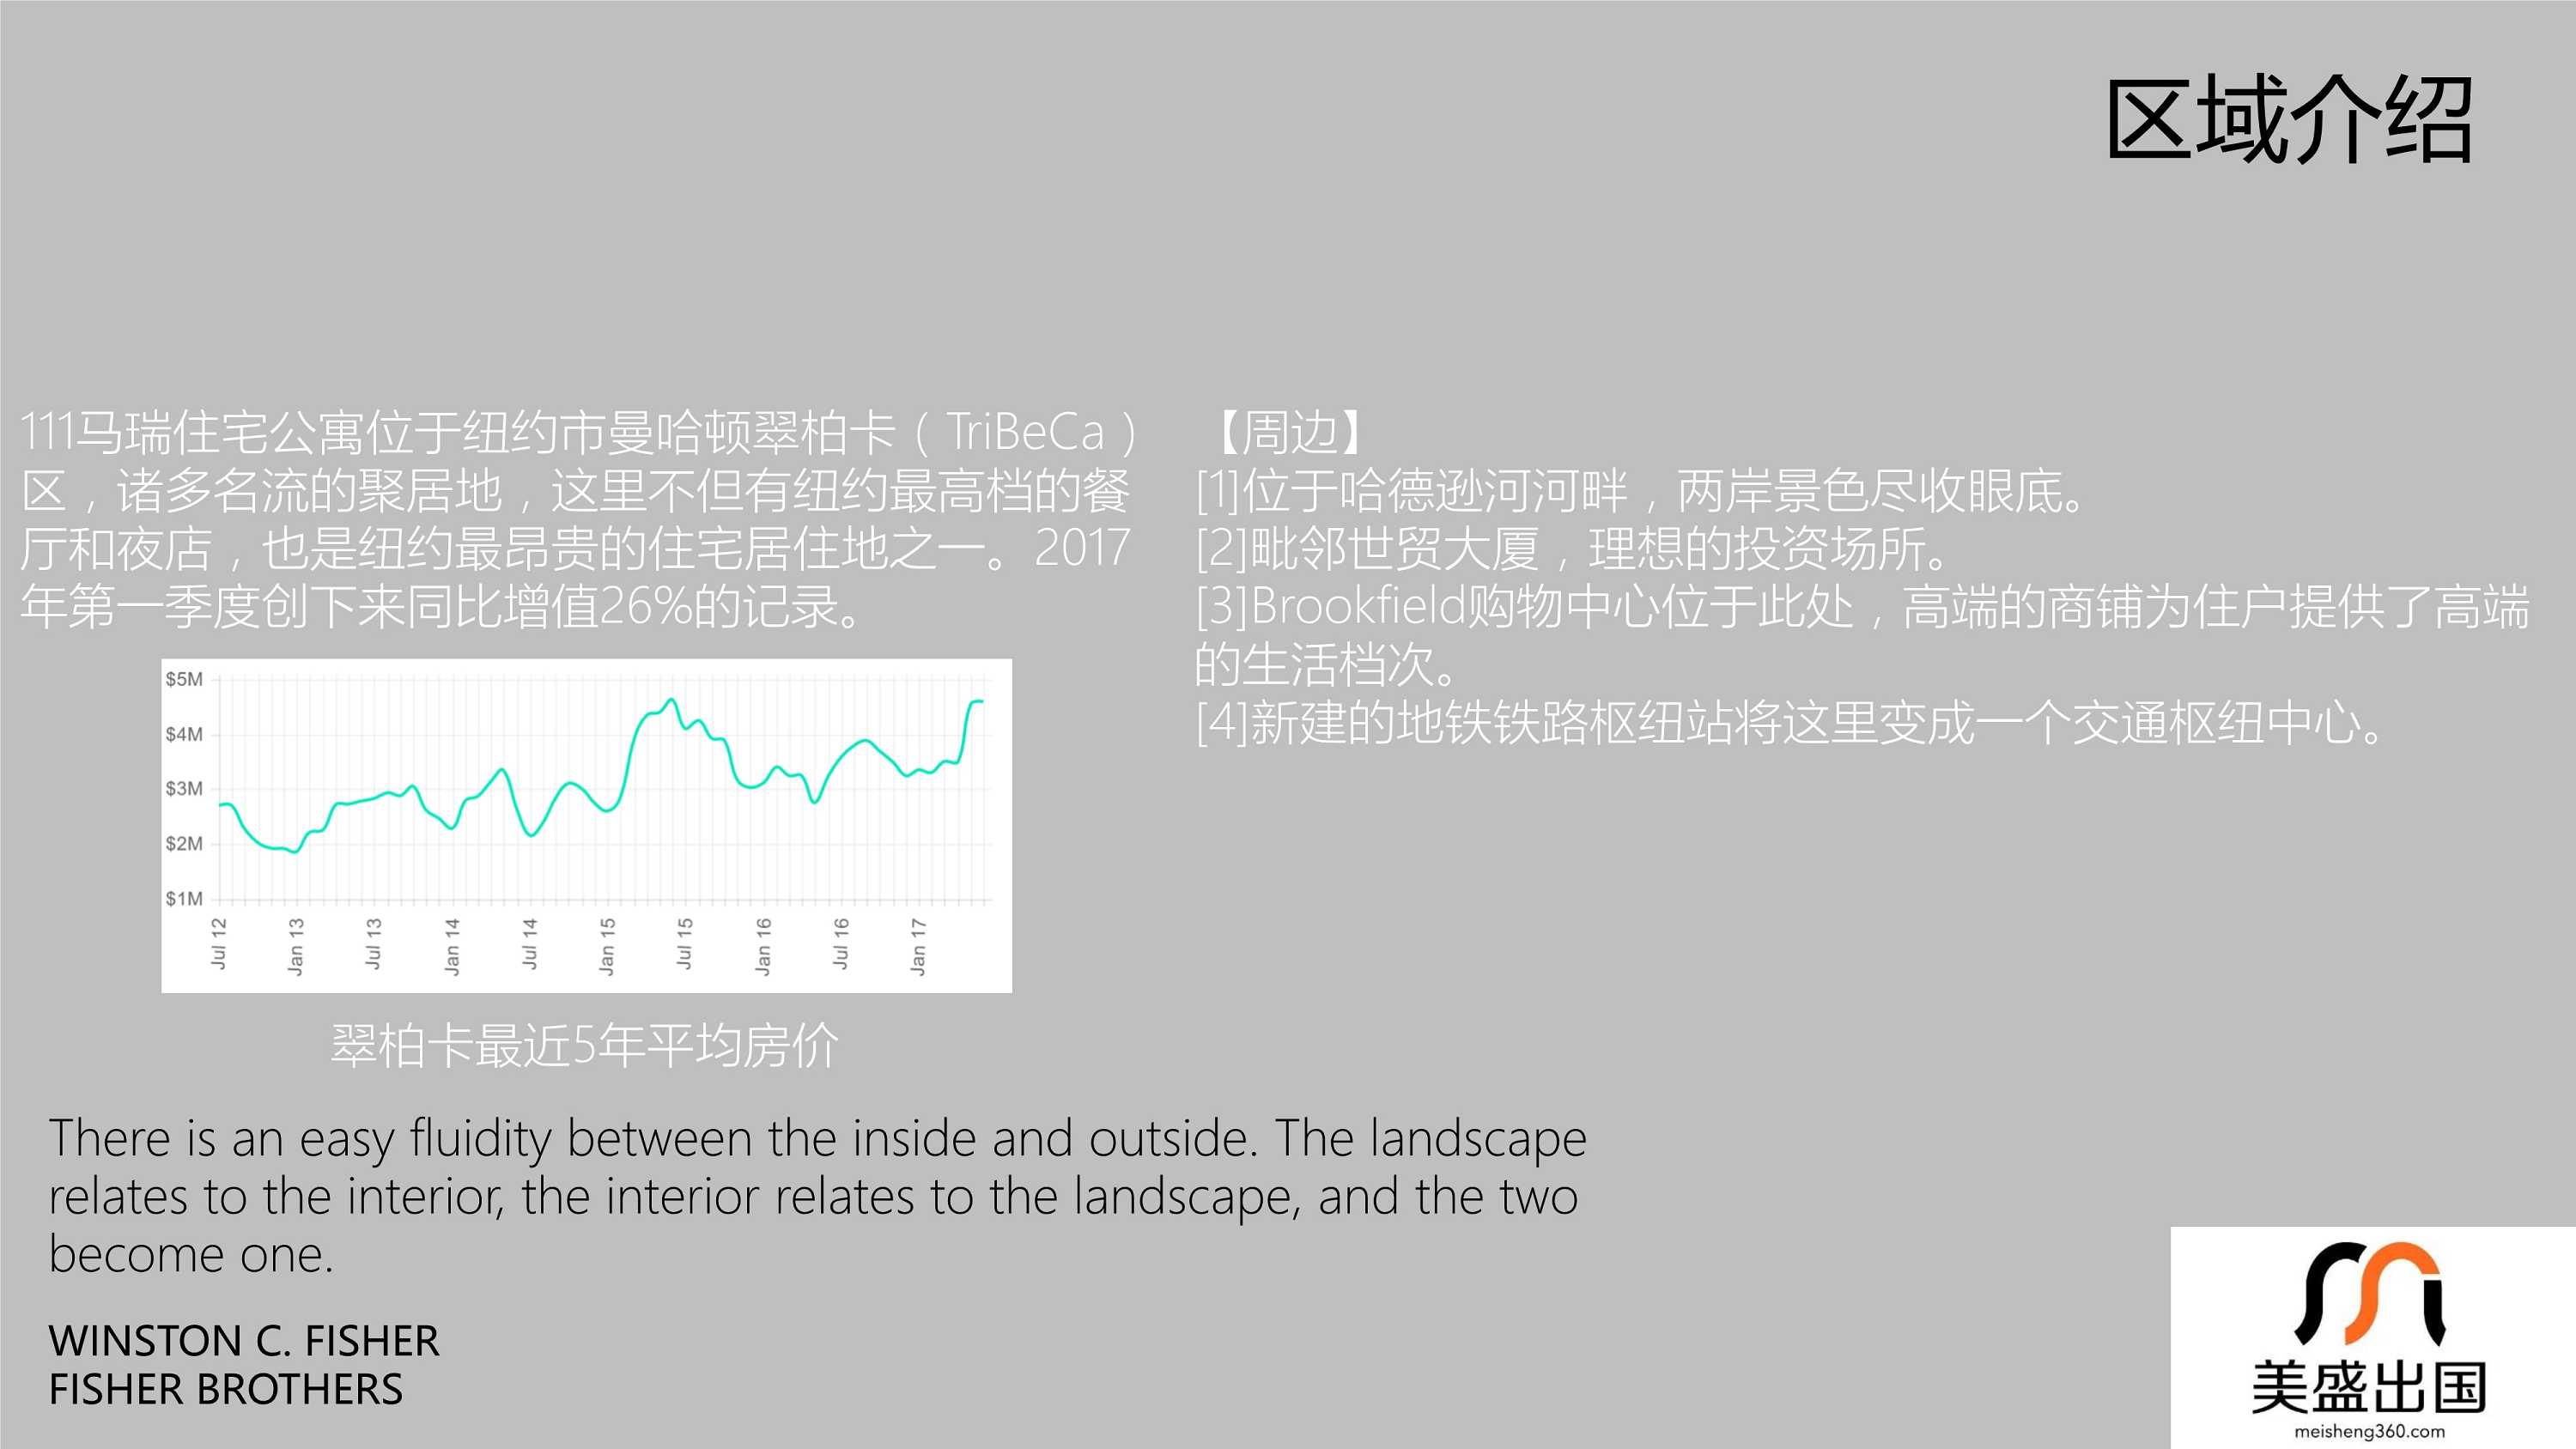 区域介绍
111马瑞住宅公寓位于纽约市曼哈顿翠柏卡（TriBeCa）
区，诸多名流的聚居地，这里不但有纽约最高档的餐
厅和夜店，也是纽约最昂贵的住宅居住地之一。2017
年第一季度创下来同比增值26%的记录。
$5M
$4M
$3M
$2M
$1M
Jul 12
Jan 13
Jul 13
Jan 14
Jul 14
Jan 15
Jul 15
Jan 16
Jul 16
Jan 17
翠柏卡最近5年平均房价
【周边】
[1]位于哈德逊河河畔，两岸景色尽收眼底。
[2]毗邻世贸大厦，理想的投资场所。
[3]Brookfield购物中心位于此处，高端的商铺为住户提供了高端
的生活档次。
[4]新建的地铁铁路枢纽站将这里变成一个交通枢纽中心。
There is an easy fluidity between the inside and outside. The landscape
relates to the interior, the interior relates to the landscape, and the two
become one.
WINSTON C. FISHER
FISHER BROTHERS
美盛出国
meisheng360.com